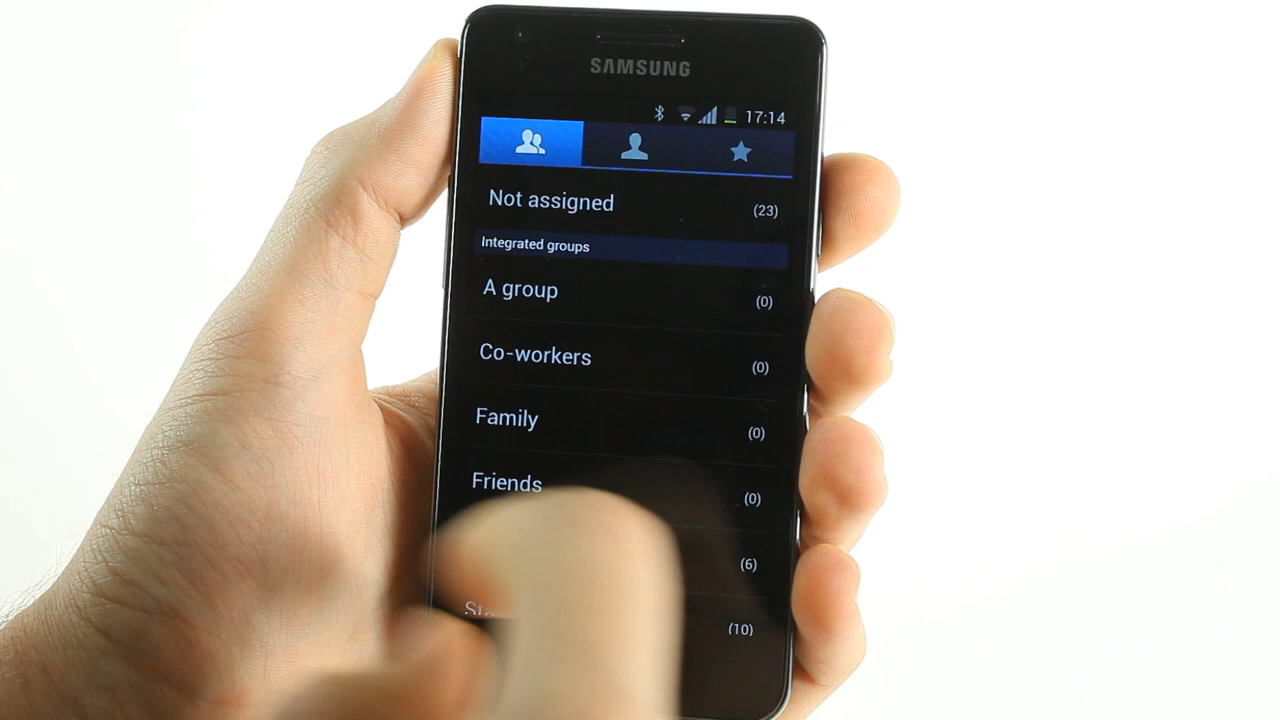 SAMSUNG
17:14
Not assigned (23)
Integrated groups
A group (0)
Co-workers (0)
Family (0)
Friends (0)
(6)
(10)